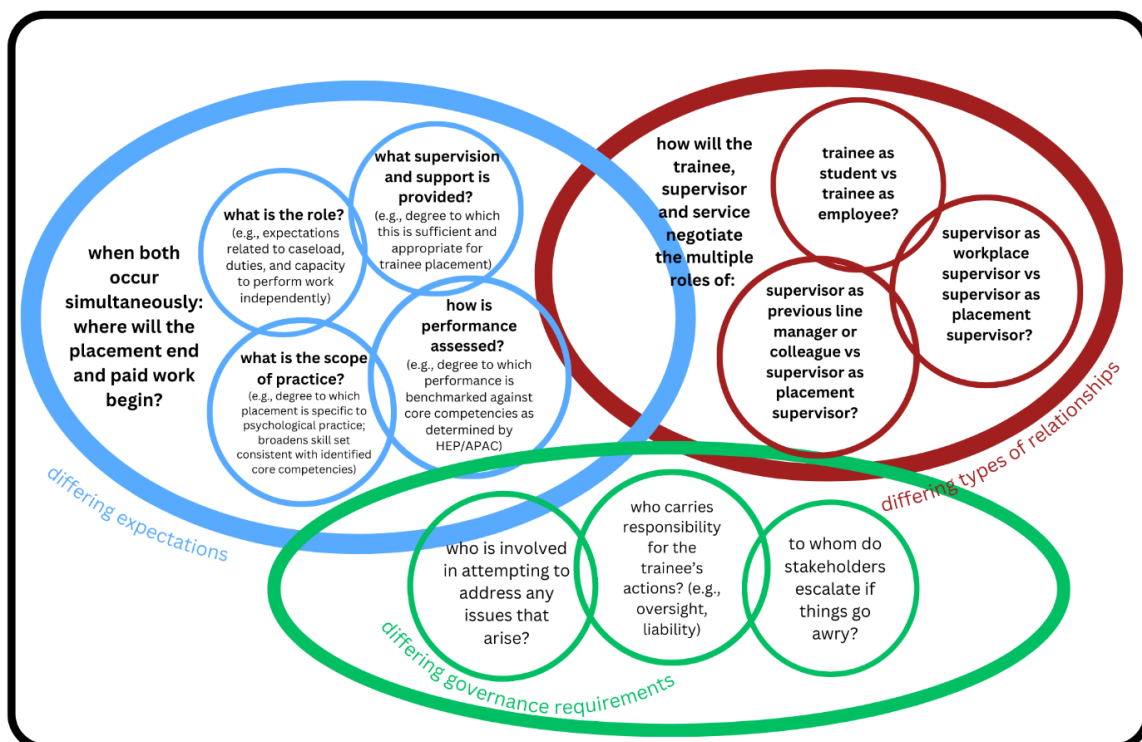 when both
occur
simultaneously:
where will the
placement end
and paid work
begin?
what is the role?
(e.g., expectations
related to caseload,
duties, and capacity
to perform work
independently)
what supervision
and support is
provided?
(e.g., degree to which
this is sufficient and
appropriate for
trainee placement)
what is the scope
of practice?
(e.g., degree to which
placement is specific to
psychological practice;
broadens skill set
consistent with identified
core competencies)
how is
performance
assessed?
(e.g., degree to which
performance is
benchmarked against
core competencies as
determined by
HEP/APAC)
differing expectations
how will the
trainee,
supervisor
and service
negotiate
the multiple
roles of:
trainee as
student vs
trainee as
employee?
supervisor as
workplace
supervisor vs
supervisor as
placement
supervisor?
supervisor as
previous line
manager or
colleague vs
supervisor as
placement
supervisor?
differing types of relationships
who is involved
in attempting to
address any
issues that
arise?
who carries
responsibility
for the
trainee's
actions? (e.g.,
oversight,
liability)
to whom do
stakeholders
escalate if
things go
awry?
differing governance requirements